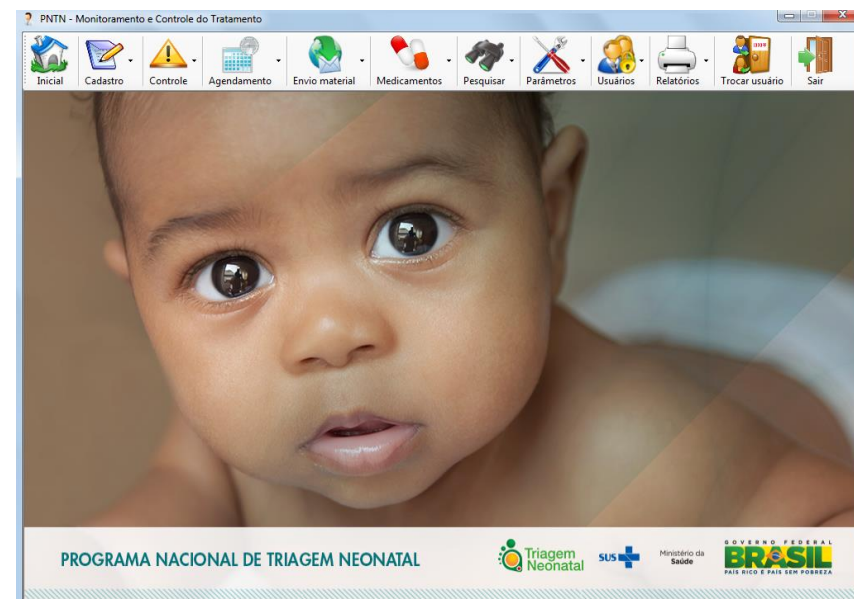 PNTN - Monitoramento e Controle do Tratamento
Inicial Cadastro Controle Agendamento Envio material Medicamentos Pesquisar Parâmetros Usuários Relatórios Trocar usuário Sair
PROGRAMA NACIONAL DE TRIAGEM NEONATAL
Triagem
Neonatal
SUS
Ministério da
Saúde
GOVERNO FEDERAL
BRASIL
PAÍS RICO É PAÍS SEM POBREZA